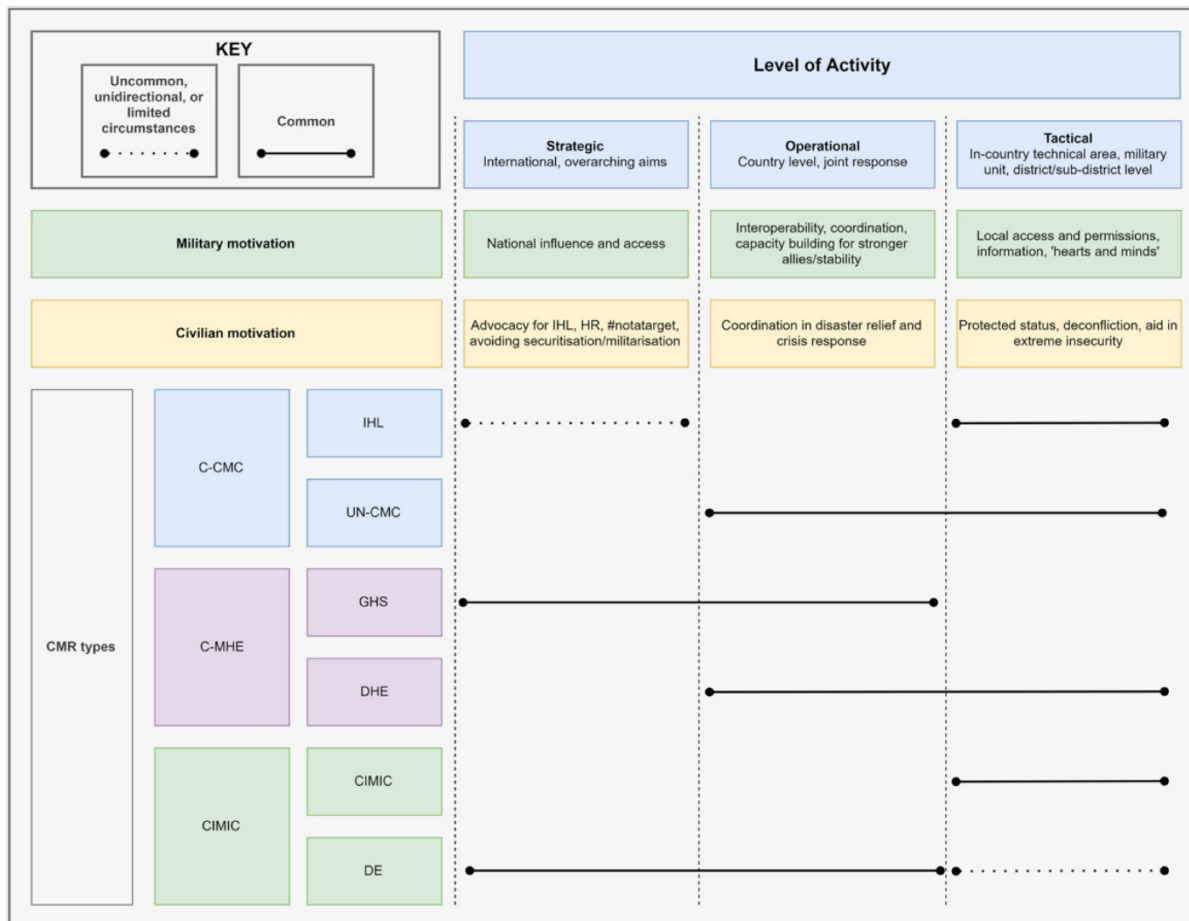 KEY
Uncommon,
unidirectional, or
limited
circumstances
Common
Level of Activity
Strategic
International, overarching aims
Operational
Country level, joint response
Tactical
In-country technical area, military
unit, district/sub-district level
Military motivation
National influence and access
Interoperability, coordination,
capacity building for stronger
allies/stability
Local access and permissions,
information, 'hearts and minds'
Civilian motivation
Advocacy for IHL, HR, #notatarget,
avoiding securitisation/militarisation
Coordination in disaster relief and
crisis response
Protected status, deconfliction, aid in
extreme insecurity
CMR types
C-CMC
IHL
UN-CMC
C-MHE
GHS
DHE
CIMIC
CIMIC
DE